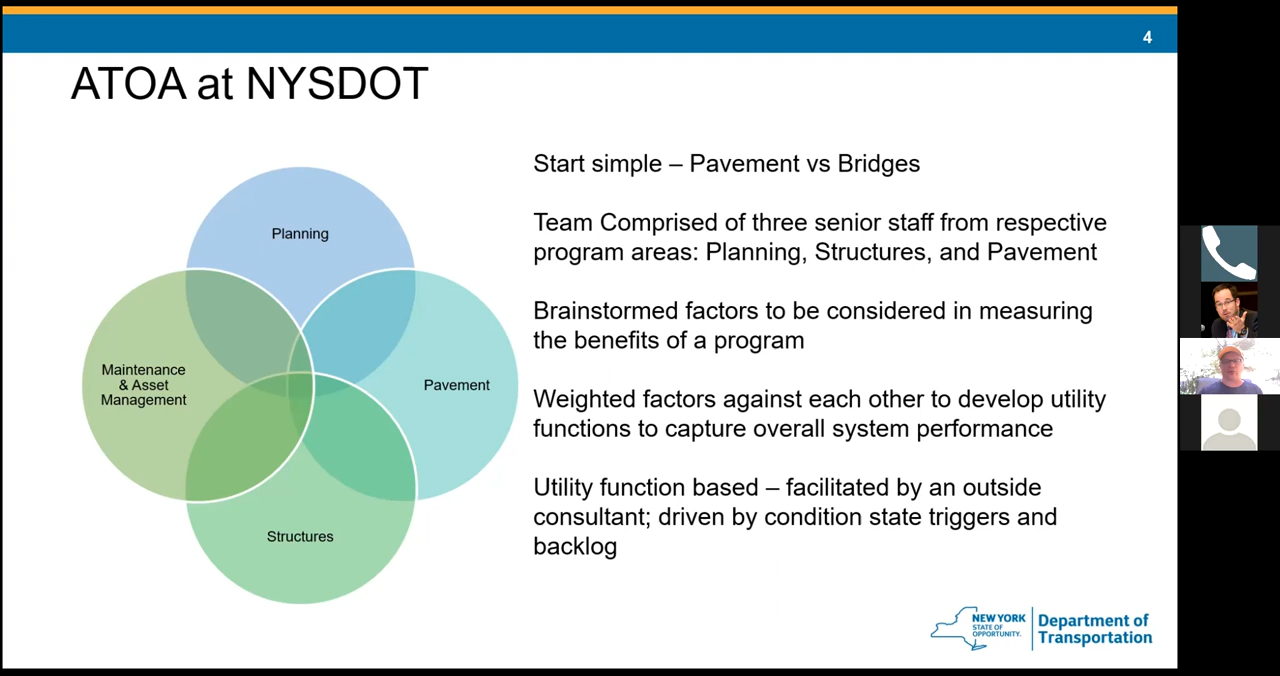 4
ATOA at NYSDOT
Planning
Maintenance
& Asset
Management
Pavement
Structures
Start simple – Pavement vs Bridges
Team Comprised of three senior staff from respective
program areas: Planning, Structures, and Pavement
Brainstormed factors to be considered in measuring
the benefits of a program
Weighted factors against each other to develop utility
functions to capture overall system performance
Utility function based – facilitated by an outside
consultant; driven by condition state triggers and
backlog
NEW YORK
STATE OF
OPPORTUNITY.
Department of
Transportation